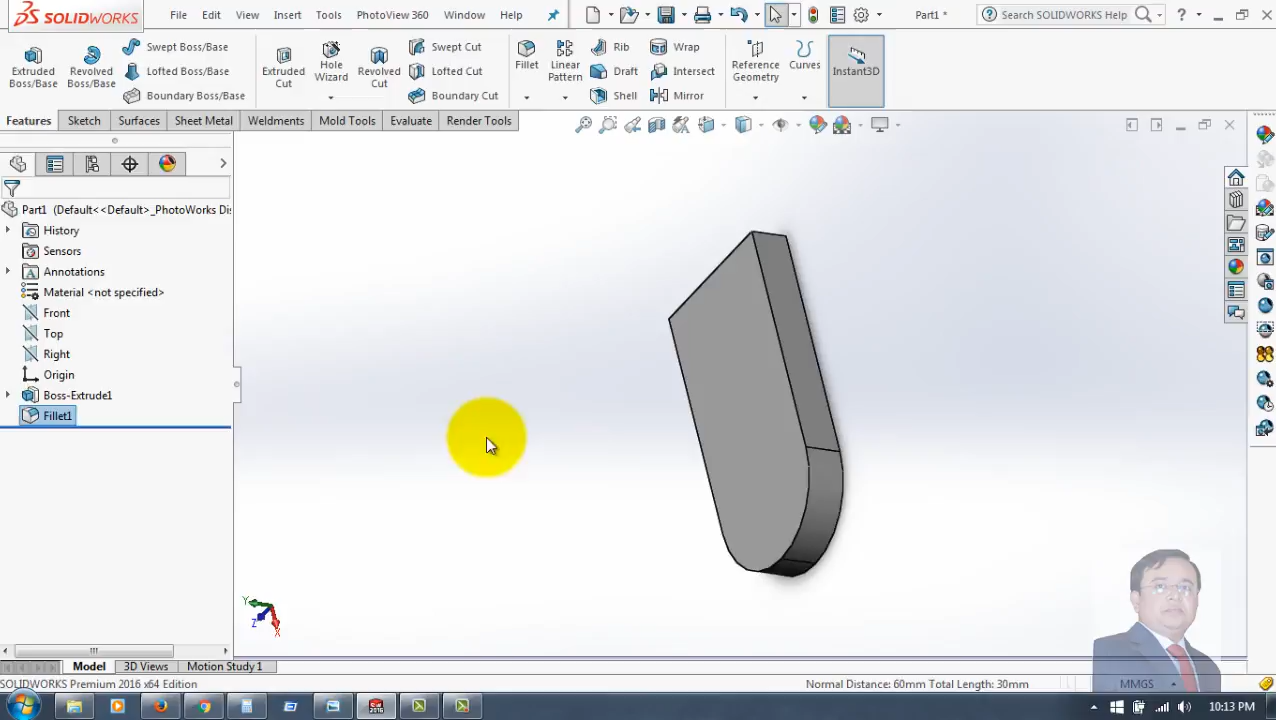 SOLIDWORKS File Edit View Insert Tools PhotoView 360 Window Help Part1 * Search SOLIDWORKS Help
Extruded Boss/Base
Revolved Boss/Base
Swept Boss/Base
Lofted Boss/Base
Boundary Boss/Base
Extruded Cut
Hole Wizard
Revolved Cut
Swept Cut
Lofted Cut
Boundary Cut
Fillet
Linear Pattern
Rib
Draft
Shell
Wrap
Intersect
Mirror
Reference Geometry
Curves
Instant3D
Features Sketch Surfaces Sheet Metal Weldments Mold Tools Evaluate Render Tools
Part1 (Default<<Default>_PhotoWorks Dis
History
Sensors
Annotations
Material <not specified>
Front
Top
Right
Origin
Boss-Extrude1
Fillet1
Y
Z
X
Model 3D Views Motion Study 1
SOLIDWORKS Premium 2016 x64 Edition Normal Distance: 60mm Total Length: 30mm MMGS
10:13 PM